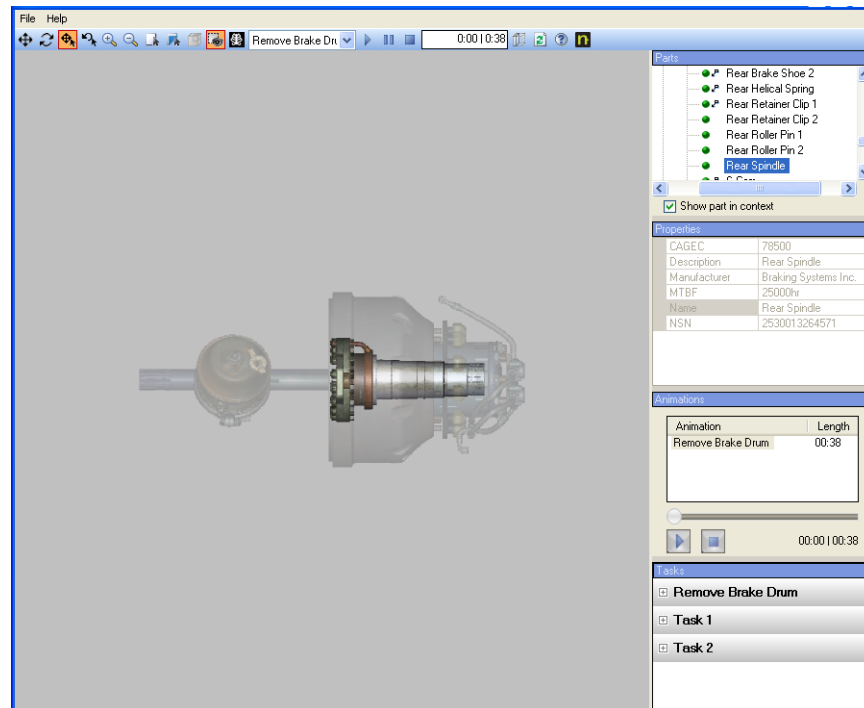 File Help
Remove Brake Dru 0:00 | 0:38
Parts
Rear Brake Shoe 2
Rear Helical Spring
Rear Retainer Clip 1
Rear Retainer Clip 2
Rear Roller Pin 1
Rear Roller Pin 2
Rear Spindle
Show part in context
Properties
CAGEC 78500
Description Rear Spindle
Manufacturer Braking Systems Inc.
MTBF 25000hr
Name Rear Spindle
NSN 2530013264571
Animations
Animation Length
Remove Brake Drum 00:38
00:00 | 00:38
Tasks
Remove Brake Drum
Task 1
Task 2